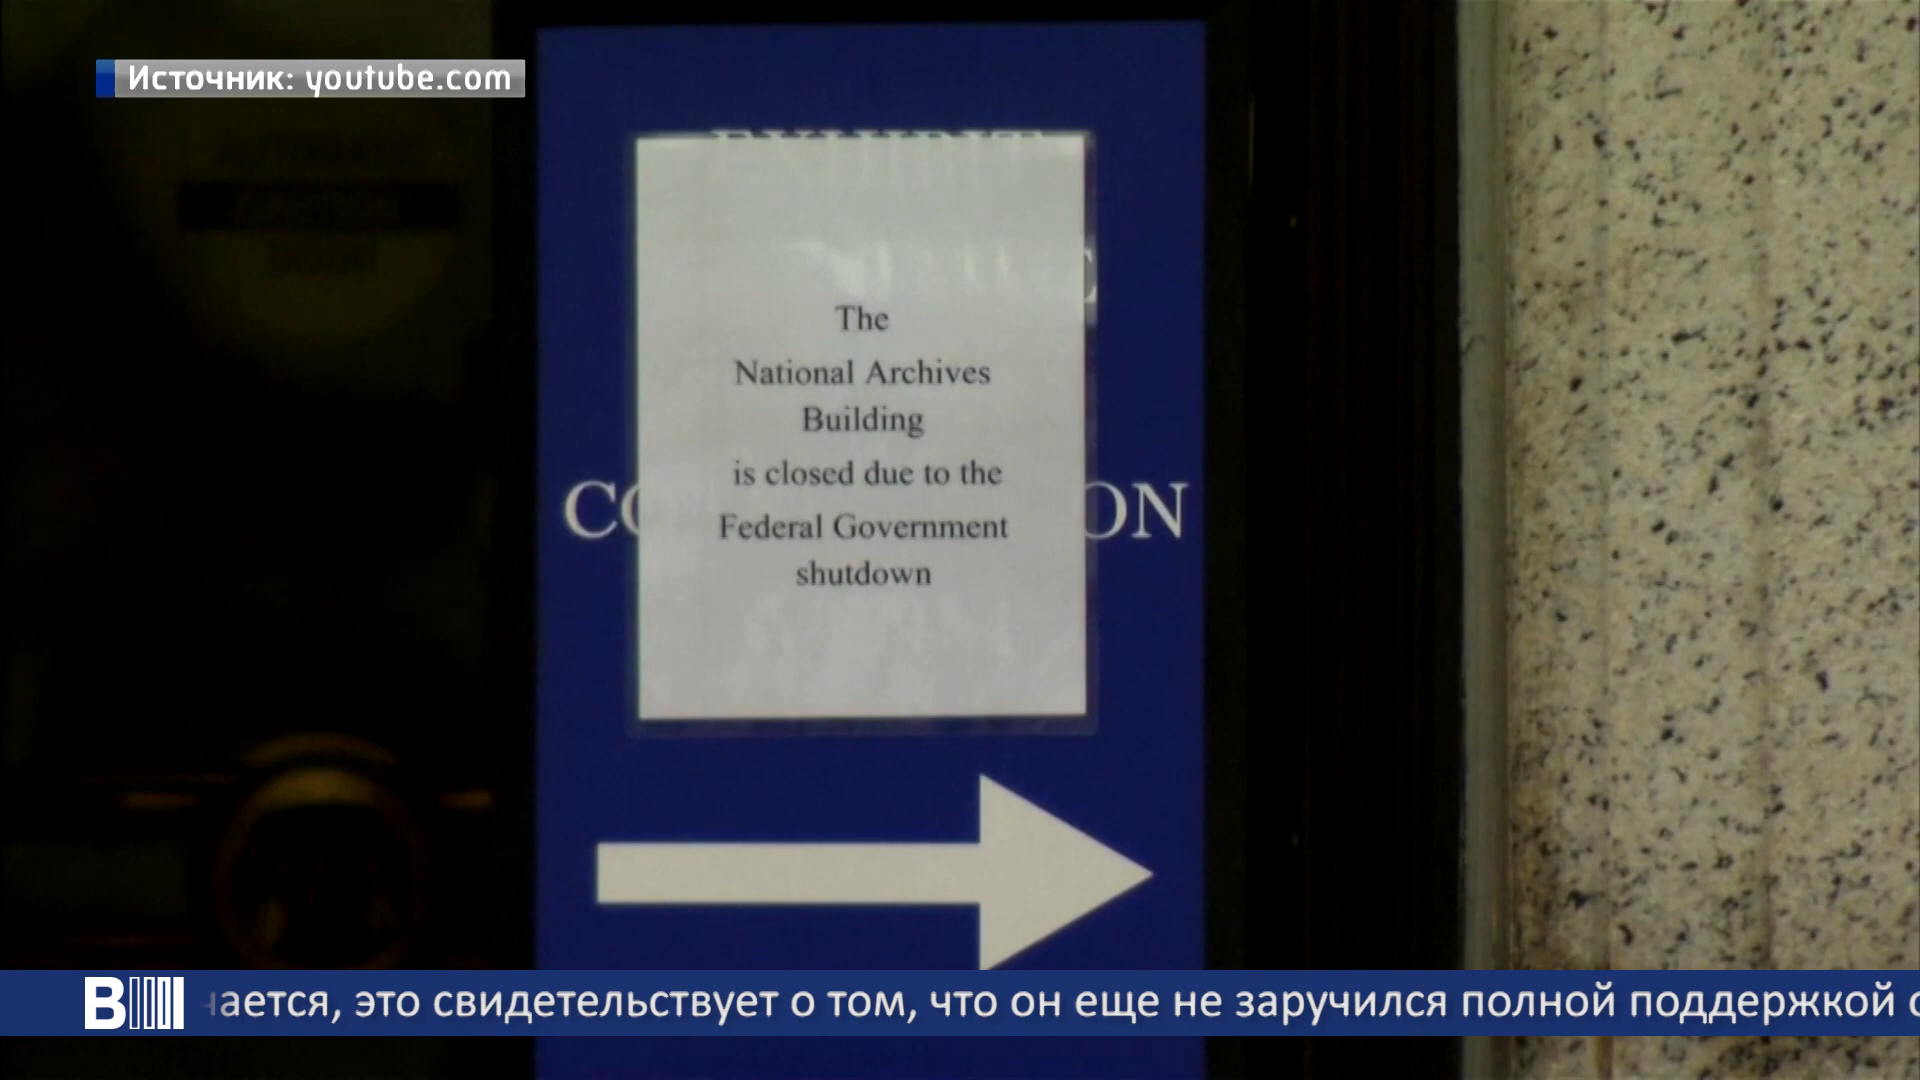 Источник: youtube.com
The
National Archives
Building
is closed due to the
Federal Government
shutdown
CO ON
В
ается, это свидетельствует о том, что он еще не заручился полной поддержкой с